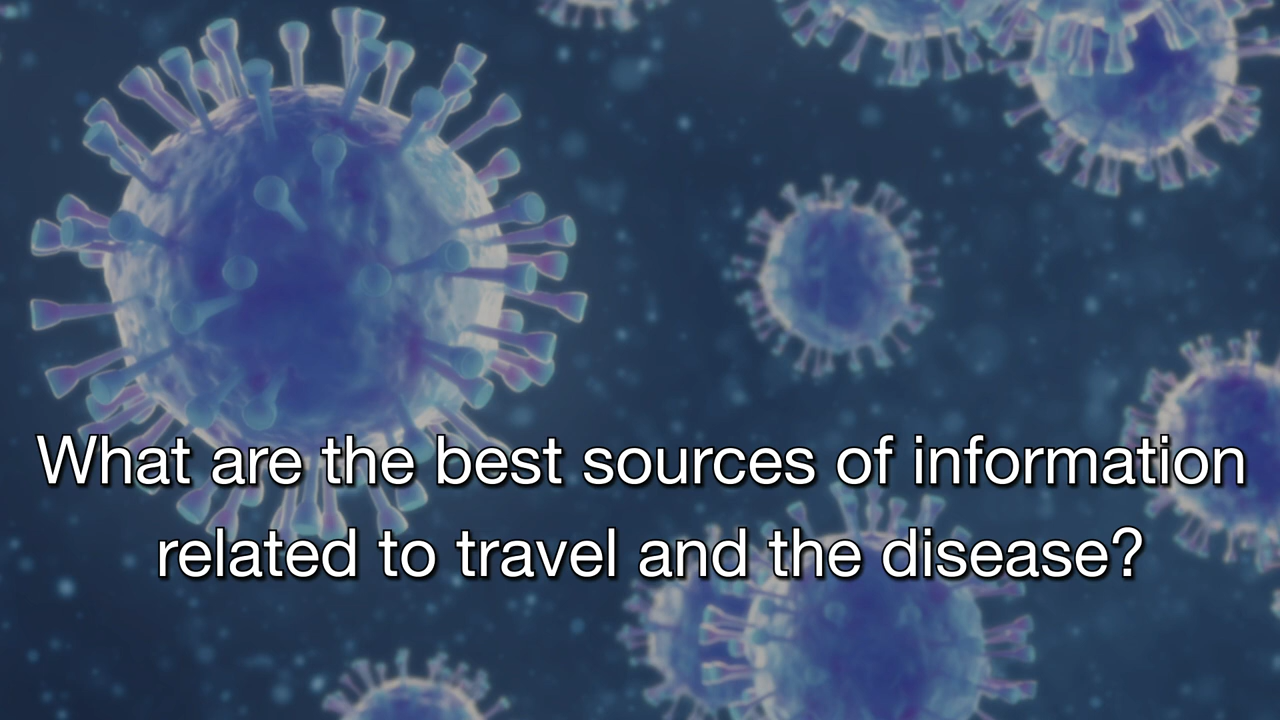 What are the best sources of information
related to travel and the disease?